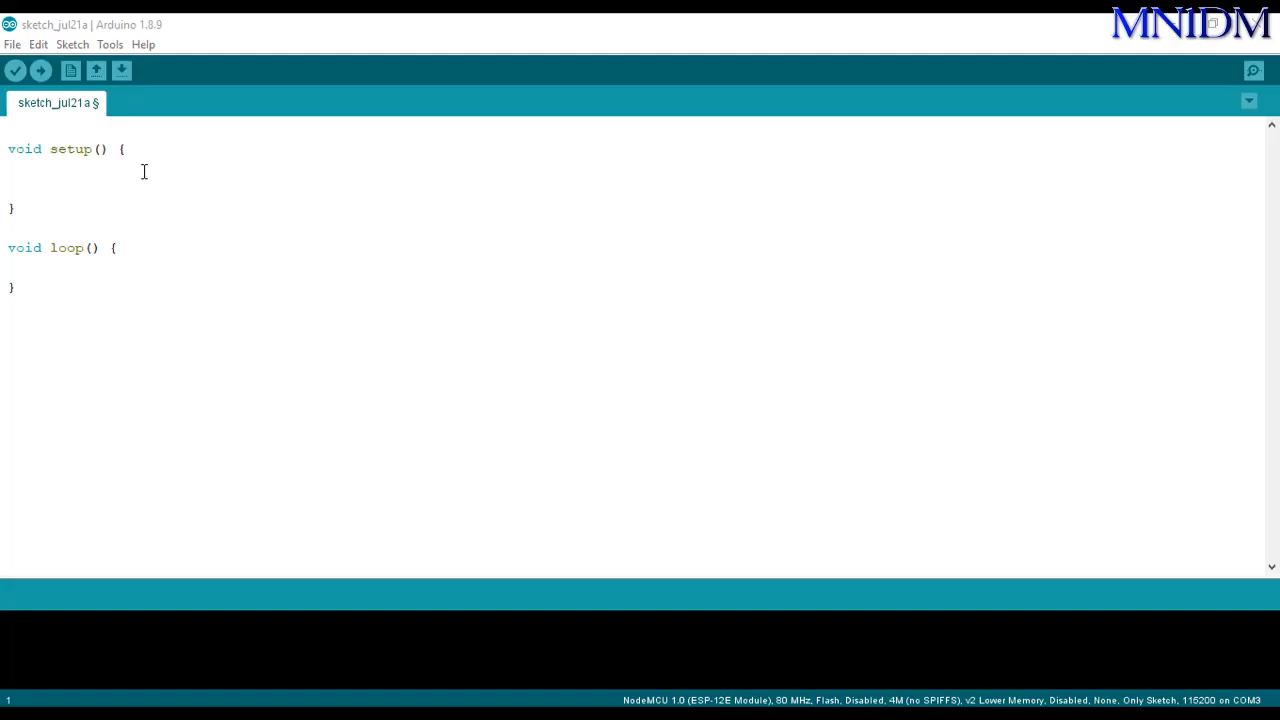 sketch_jul21a | Arduino 1.8.9
MNIDM
File Edit Sketch Tools Help
sketch_jul21a §
void setup() {
}
void loop() {
}
1
NodeMCU 1.0 (ESP-12E Module), 80 MHz, Flash, Disabled, 4M (no SPIFFS), v2 Lower Memory, Disabled, None, Only Sketch, 115200 on COM3